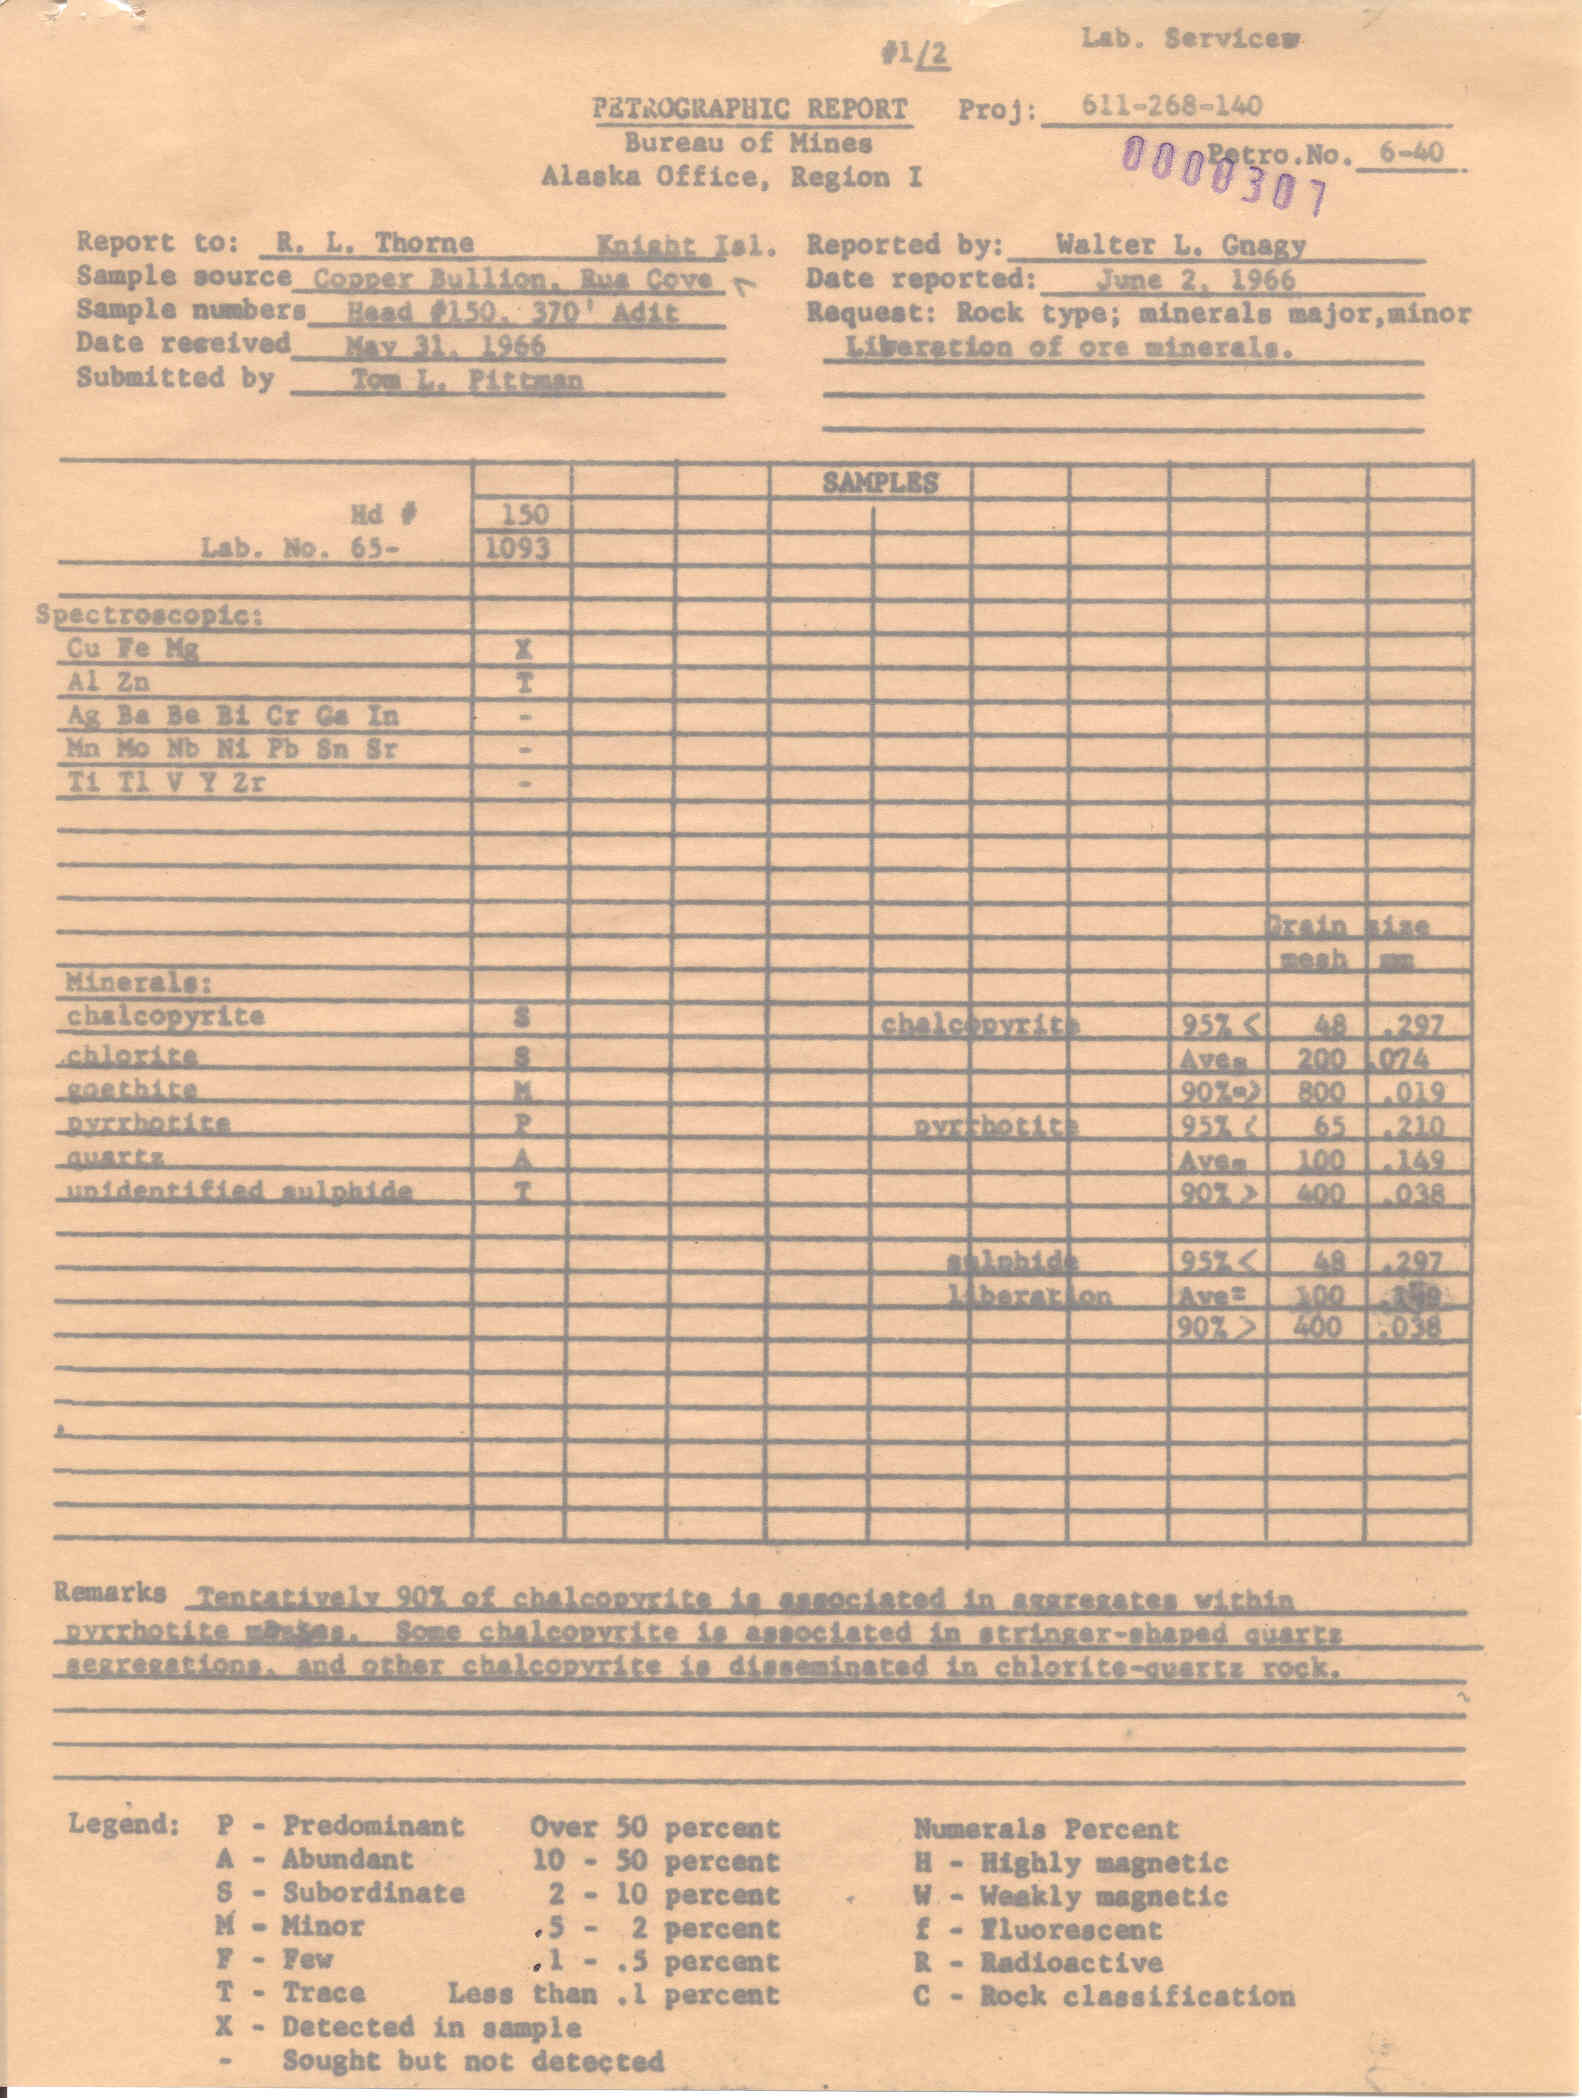 #1/2 Lab. Services
PETROGRAPHIC REPORT Proj: 611-268-140
Bureau of Mines Petro.No. 6-40
0000307
Alaska Office, Region I
Report to: R. L. Thorne Knight Isl. Reported by: Walter L. Gnagy
Sample source Copper Bullion, Rua Cove Date reported: June 2, 1966
Sample numbers Head #150, 370' Adit Request: Rock type; minerals major,minor
Date received May 31, 1966 Liberation of ore minerals.
Submitted by Tom L. Pittman
SAMPLES
Hd # 150
Lab. No. 65- 1093
Spectroscopic:
Cu Fe Mg X
Al Zn T
Ag Ba Be Bi Cr Ga In -
Mn Mo Nb Ni Pb Sn Sr -
Ti Tl V Y Zr -
Grain size
mesh mm
Minerals:
chalcopyrite S chalcopyrite 95% < 48 .297
chlorite S Ave= 200 .074
goethite M 90%=> 800 .019
pyrrhotite P pyrrhotite 95% < 65 .210
quartz A Ave= 100 .149
unidentified sulphide T 90% > 400 .038
sulphide 95% < 48 .297
liberation Ave= 100 .149
90% > 400 .038
Remarks Tentatively 90% of chalcopyrite is associated in aggregates within
pyrrhotite Some chalcopyrite is associated in stringer-shaped quartz
segregations, and other chalcopyrite is disseminated in chlorite-quartz rock.
Legend: P - Predominant Over 50 percent Numerals Percent
A - Abundant 10 - 50 percent H - Highly magnetic
S - Subordinate 2 - 10 percent W - Weakly magnetic
M - Minor .5 - 2 percent f - Fluorescent
F - Few .1 - .5 percent R - Radioactive
T - Trace Less than .1 percent C - Rock classification
X - Detected in sample
- Sought but not detected